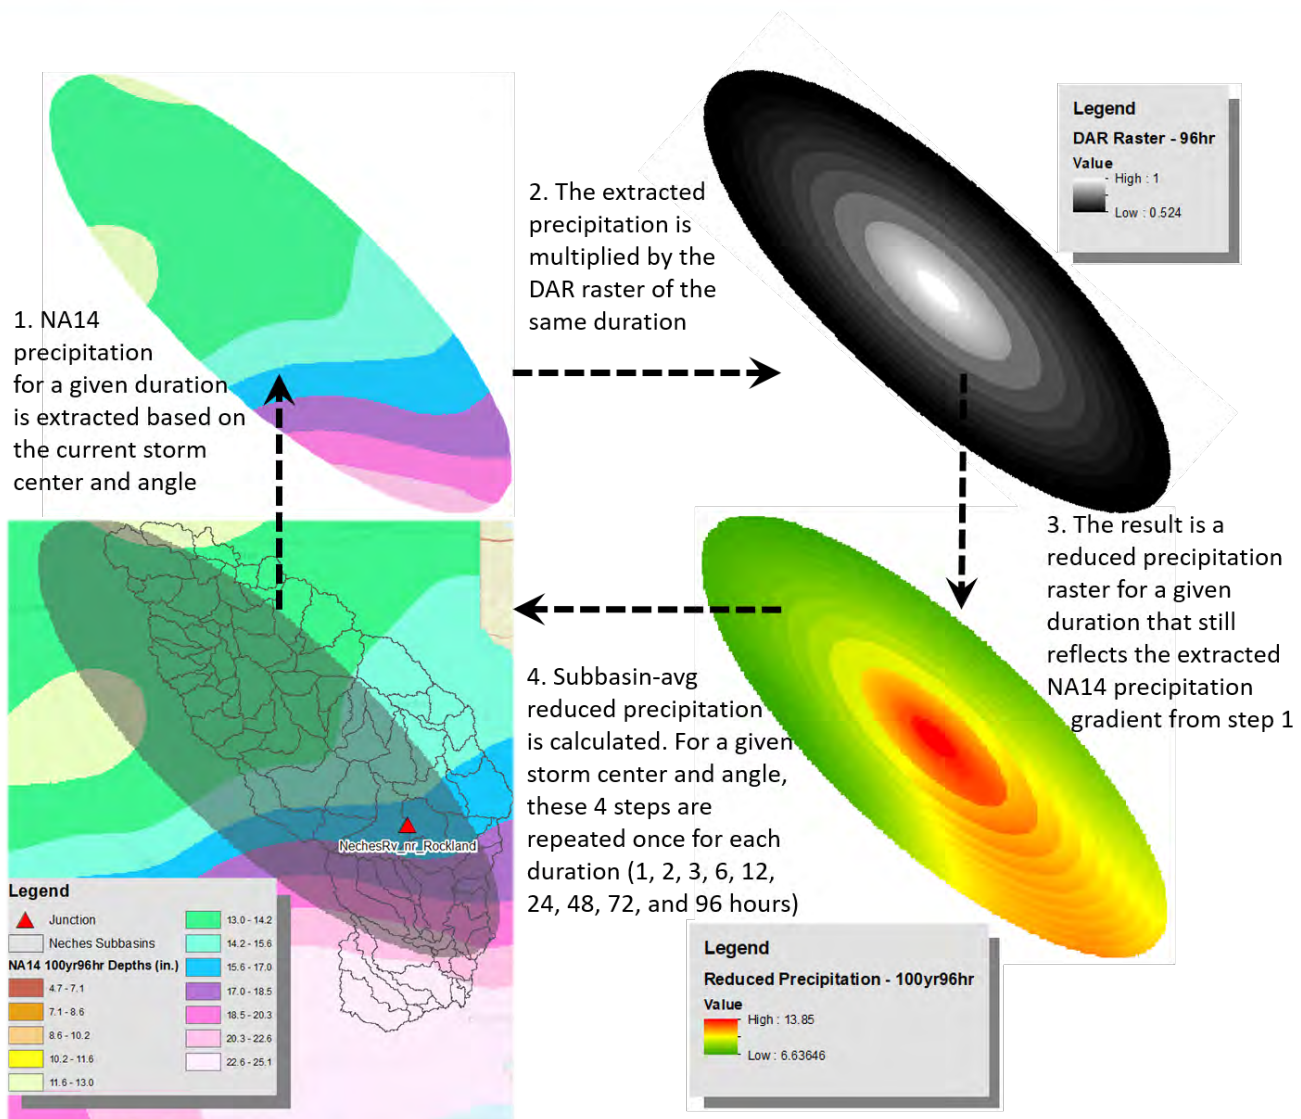 1. NA14
precipitation
for a given duration
is extracted based on
the current storm
center and angle
2. The extracted
precipitation is
multiplied by the
DAR raster of the
same duration
Legend
DAR Raster - 96hr
Value
High : 1
Low : 0.524
3. The result is a
reduced precipitation
raster for a given
duration that still
reflects the extracted
NA14 precipitation
gradient from step 1
4. Subbasin-avg
reduced precipitation
is calculated. For a given
storm center and angle,
these 4 steps are
repeated once for each
duration (1, 2, 3, 6, 12,
24, 48, 72, and 96 hours)
NechesRv_nr_Rockland
Legend
Junction
Neches Subbasins
NA14 100yr96hr Depths (in.)
4.7 - 7.1
7.1 - 8.6
8.6 - 10.2
10.2 - 11.6
11.6 - 13.0
13.0 - 14.2
14.2 - 15.6
15.6 - 17.0
17.0 - 18.5
18.5 - 20.3
20.3 - 22.6
22.6 - 25.1
Legend
Reduced Precipitation - 100yr96hr
Value
High : 13.85
Low : 6.63646